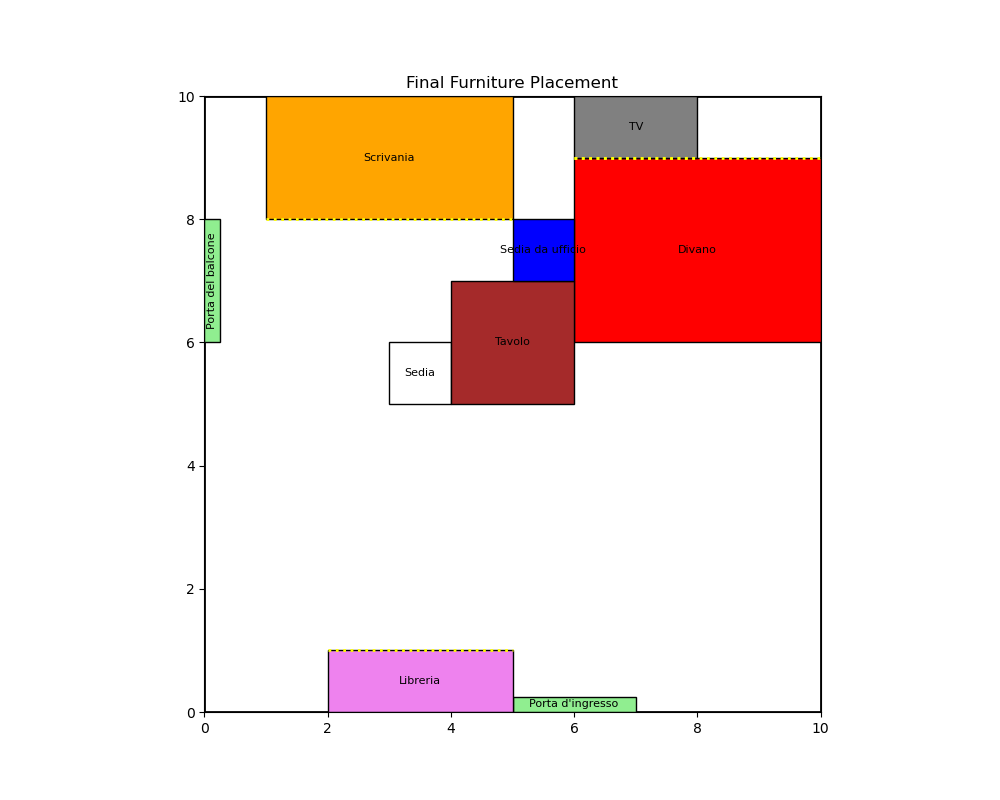 Final Furniture Placement
10
TV
Scrivania
8
Sedia da ufficio
Divano
Porta del balcone
Tavolo
6
Sedia
4
2
Libreria
Porta d'ingresso
0
0 2 4 6 8 10